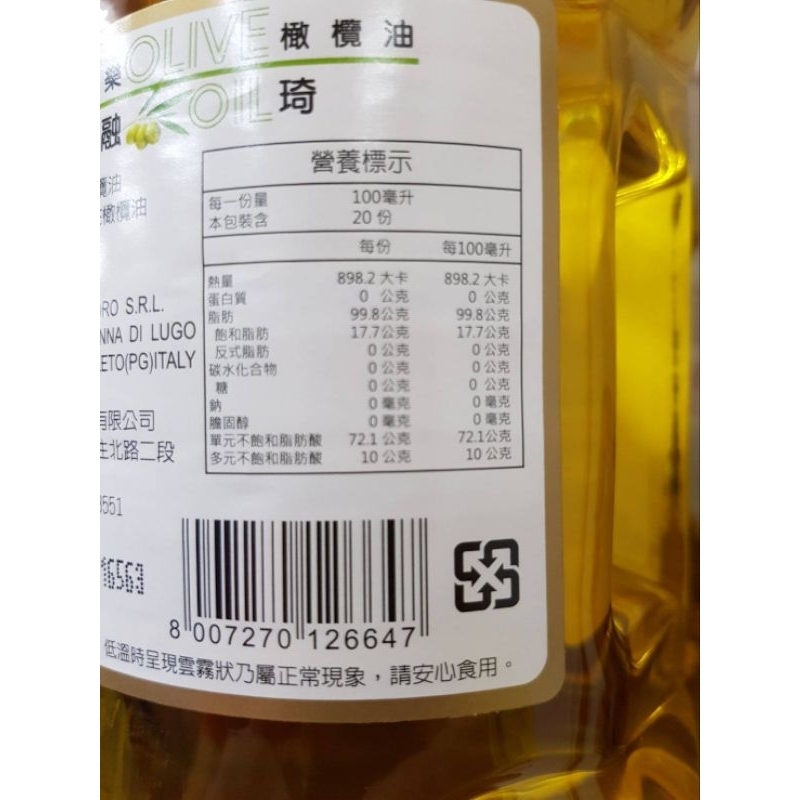 樂 OLIVE 橄欖油
融 OIL 琦
欖油
橄欖油
RO S.R.L.
NNA DI LUGO
ETO(PG)ITALY
有限公司
北路二段
3551
16563
營養標示
每一份量 100毫升
本包裝含 20 份
每份 每100毫升
熱量 898.2 大卡 898.2 大卡
蛋白質 0 公克 0 公克
脂肪 99.8公克 99.8公克
飽和脂肪 17.7公克 17.7公克
反式脂肪 0 公克 0 公克
碳水化合物 0 公克 0 公克
糖 0 公克 0 公克
鈉 0 毫克 0 毫克
膽固醇 0 毫克 0 毫克
單元不飽和脂肪酸 72.1 公克 72.1公克
多元不飽和脂肪酸 10 公克 10 公克
8 007270 126647
低溫時呈現雲霧狀乃屬正常現象，請安心食用。